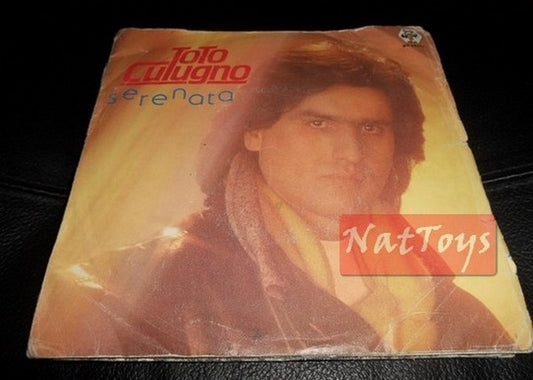 ToTo
Cutugno
serenata
NatToys